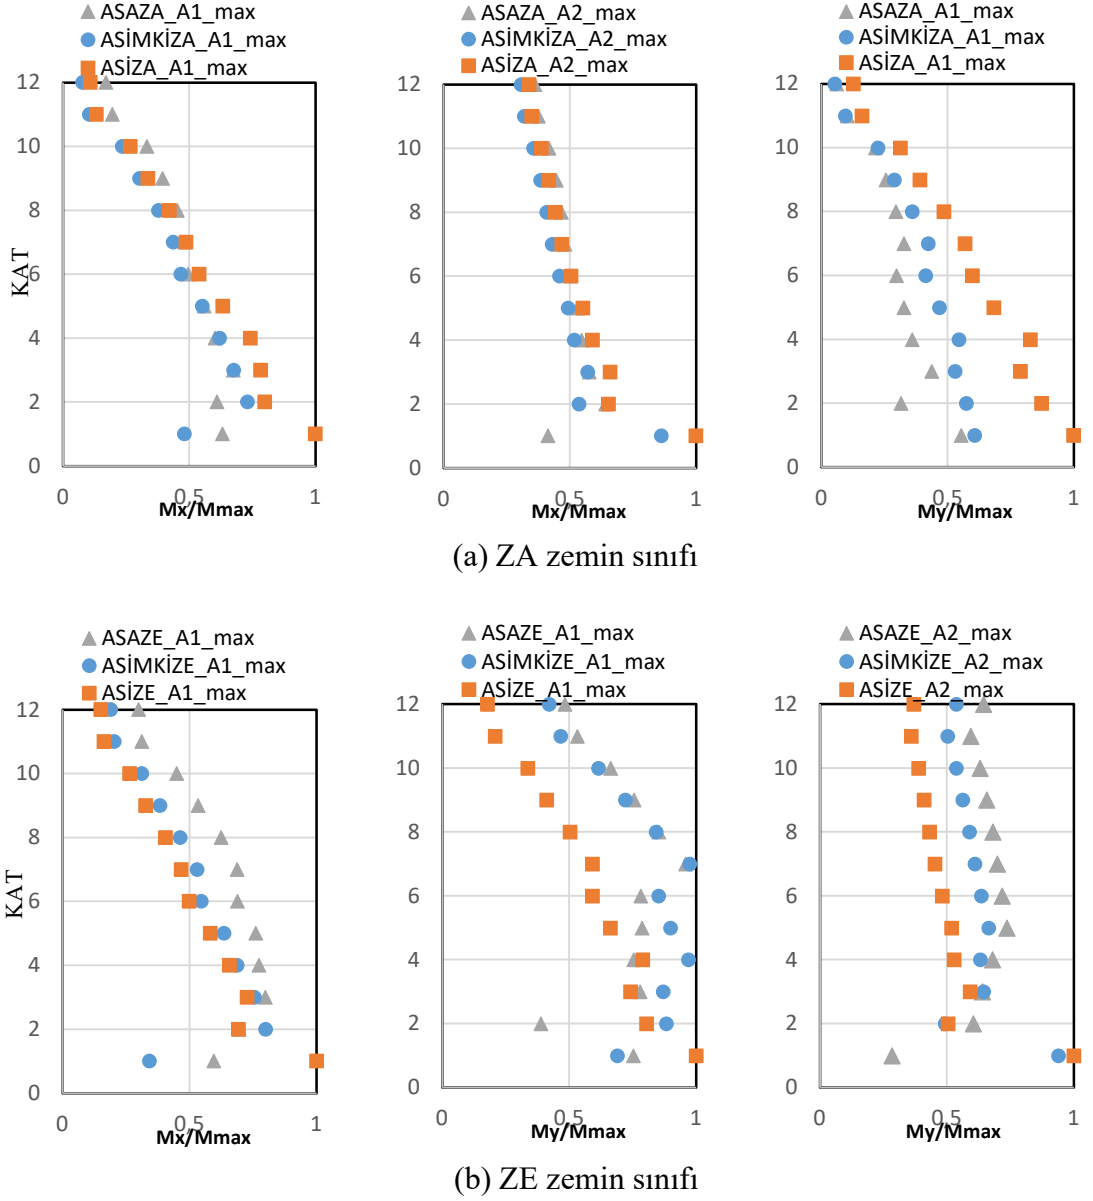 ASAZA_A1_max
ASİMKİZA_A1_max
ASİZA_A1_max
KAT
12
10
8
6
4
2
0
0
0,5
1
Mx/Mmax
ASAZA_A2_max
ASİMKİZA_A2_max
ASİZA_A2_max
12
10
8
6
4
2
0
0
0,5
1
Mx/Mmax
ASAZA_A1_max
ASİMKİZA_A1_max
ASİZA_A1_max
12
10
8
6
4
2
0
0
0,5
1
My/Mmax
(a) ZA zemin sınıfı
ASAZE_A1_max
ASİMKİZE_A1_max
ASİZE_A1_max
KAT
12
10
8
6
4
2
0
0
0,5
1
Mx/Mmax
ASAZE_A1_max
ASİMKİZE_A1_max
ASİZE_A1_max
12
10
8
6
4
2
0
0
0,5
1
My/Mmax
ASAZE_A2_max
ASİMKİZE_A2_max
ASİZE_A2_max
12
10
8
6
4
2
0
0
0,5
1
My/Mmax
(b) ZE zemin sınıfı